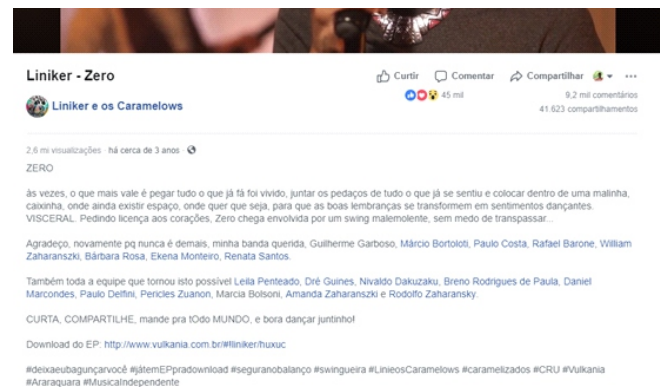 Liniker - Zero
Curtir Comentar Compartilhar
Liniker e os Caramelows
45 mil
9,2 mil comentários
41.623 compartilhamentos
2,6 mi visualizações · há cerca de 3 anos ·
ZERO
às vezes, o que mais vale é pegar tudo o que já fá foi vivido, juntar os pedaços de tudo o que já se sentiu e colocar dentro de uma malinha,
caixinha, onde ainda existir espaço, onde quer que seja, para que as boas lembranças se transformem em sentimentos dançantes.
VISCERAL. Pedindo licença aos corações, Zero chega envolvida por um swing malemolente, sem medo de transpassar...
Agradeço, novamente pq nunca é demais, minha banda querida, Guilherme Garboso, Márcio Bortoloti, Paulo Costa, Rafael Barone, William
Zaharanszki, Bárbara Rosa, Ekena Monteiro, Renata Santos.
Também toda a equipe que tornou isto possível Leila Penteado, Dré Guines, Nivaldo Dakuzaku, Breno Rodrigues de Paula, Daniel
Marcondes, Paulo Delfini, Pericles Zuanon, Marcia Bolsoni, Amanda Zaharanszki e Rodolfo Zaharansky.
CURTA, COMPARTILHE, mande pra tOdo MUNDO, e bora dançar juntinho!
Download do EP: http://www.vulkania.com.br/#!liniker/huxuc
#deixaeubagunçarvocê #játemEPpradownload #seguranobalanço #swingueira #LinieosCaramelows #caramelizados #CRU #Vulkania
#Araraquara #MusicaIndependente